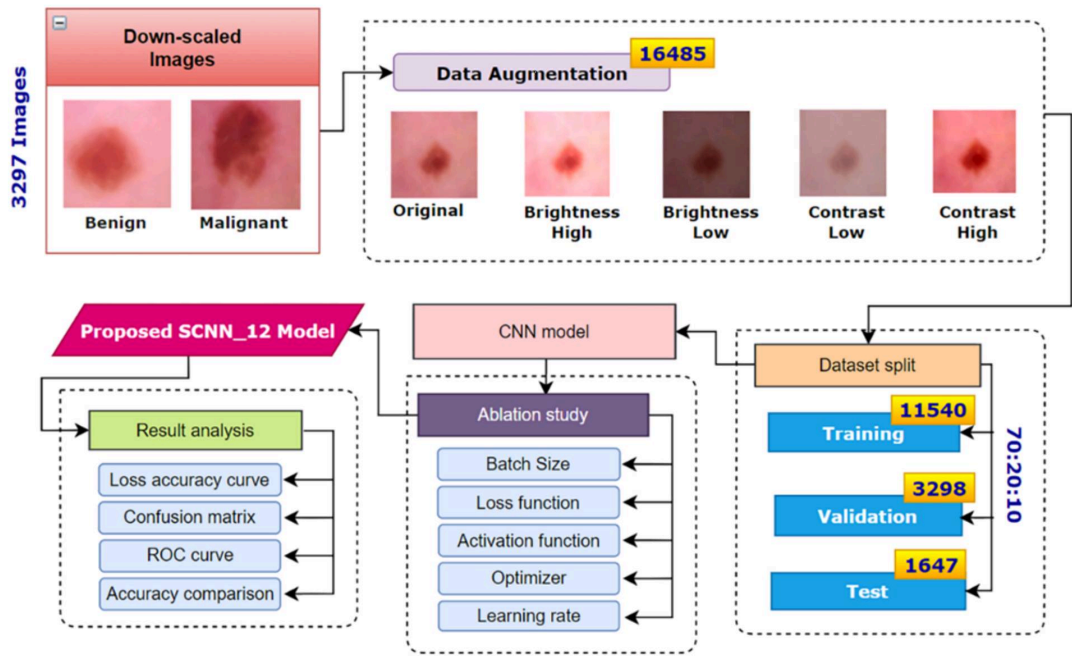 3297 Images
Down-scaled
Images
Benign
Malignant
Data Augmentation
16485
Original
Brightness
High
Brightness
Low
Contrast
Low
Contrast
High
Proposed SCNN_12 Model
CNN model
Dataset split
11540
Training
3298
Validation
1647
Test
70:20:10
Ablation study
Batch Size
Loss function
Activation function
Optimizer
Learning rate
Result analysis
Loss accuracy curve
Confusion matrix
ROC curve
Accuracy comparison